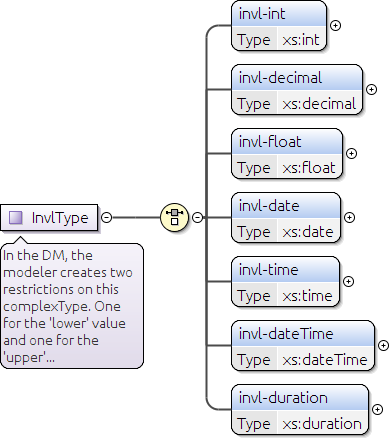 invl-int
Type xs:int
invl-decimal
Type xs:decimal
invl-float
Type xs:float
invl-date
Type xs:date
InvlType
In the DM, the
modeler creates two
restrictions on this
complexType. One
for the 'lower' value
and one for the
'upper'...
invl-time
Type xs:time
invl-dateTime
Type xs:dateTime
invl-duration
Type xs:duration